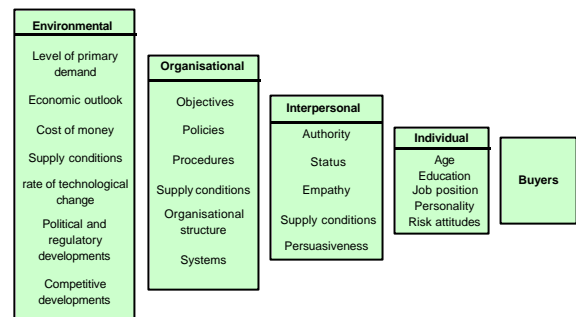 Environmental
Level of primary
demand
Economic outlook
Cost of money
Supply conditions
rate of technological
change
Political and
regulatory
developments
Competitive
developments
Organisational
Objectives
Policies
Procedures
Supply conditions
Organisational
structure
Systems
Interpersonal
Authority
Status
Empathy
Supply conditions
Persuasiveness
Individual
Age
Education
Job position
Personality
Risk attitudes
Buyers